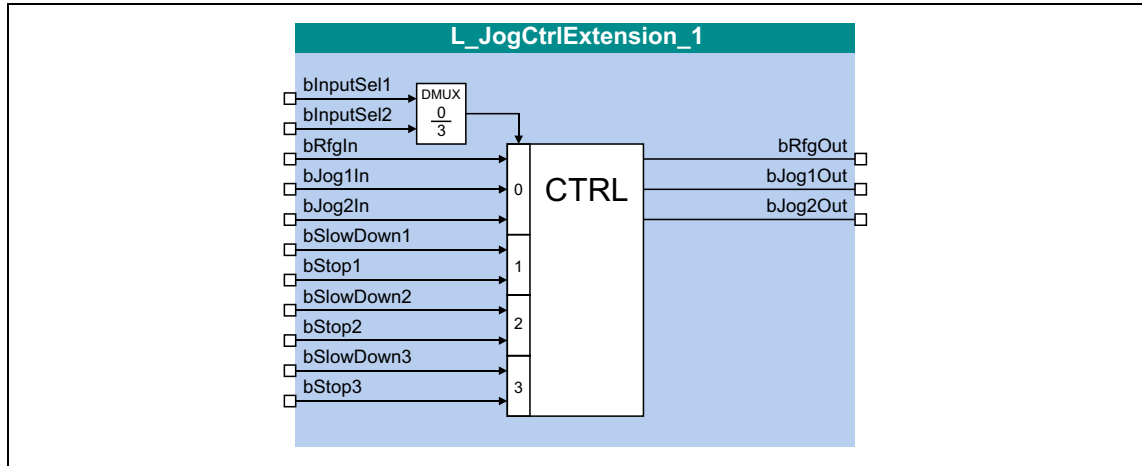 L_JogCtrlExtension_1
bInputSel1
DMUX
bInputSel2
0
3
bRfgIn
bRfgOut
bJog1In
0
CTRL
bJog1Out
bJog2In
bJog2Out
bSlowDown1
1
bStop1
bSlowDown2
2
bStop2
bSlowDown3
3
bStop3